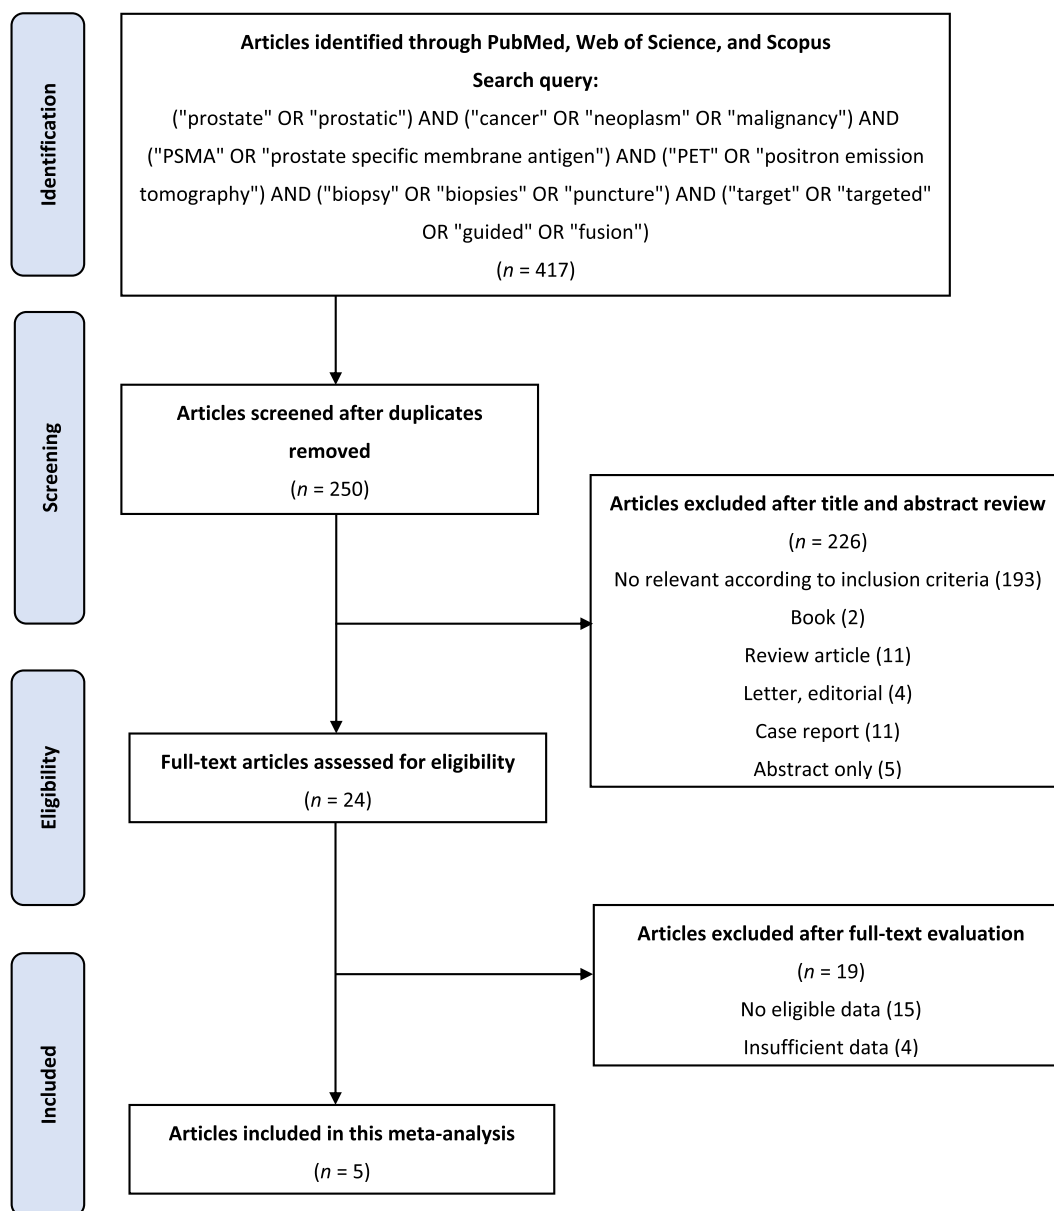 Identification
Articles identified through PubMed, Web of Science, and Scopus
Search query:
("prostate" OR "prostatic") AND ("cancer" OR "neoplasm" OR "malignancy") AND
("PSMA" OR "prostate specific membrane antigen") AND ("PET" OR "positron emission
tomography") AND ("biopsy" OR "biopsies" OR "puncture") AND ("target" OR "targeted"
OR "guided" OR "fusion")
(n = 417)
Screening
Articles screened after duplicates
removed
(n = 250)
Articles excluded after title and abstract review
(n = 226)
No relevant according to inclusion criteria (193)
Book (2)
Review article (11)
Letter, editorial (4)
Case report (11)
Abstract only (5)
Eligibility
Full-text articles assessed for eligibility
(n = 24)
Articles excluded after full-text evaluation
(n = 19)
No eligible data (15)
Insufficient data (4)
Included
Articles included in this meta-analysis
(n = 5)